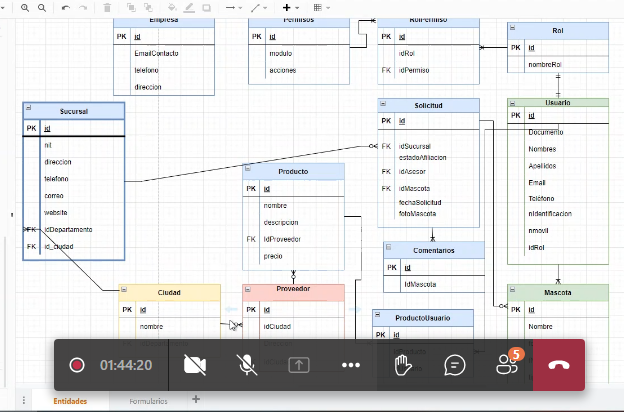 Empresa
PK id
EmailContacto
telefono
direccion
Permisos
PK id
modulo
acciones
RolPermiso
PK id
idRol
FK idPermiso
Rol
PK id
nombreRol
Sucursal
PK id
nit
direccion
telefono
correo
website
FK idDepartamento
FK id_ciudad
Solicitud
PK id
FK idSucursal
estadoAfiliacion
FK idAsesor
FK idMascota
fechaSolicitud
fotoMascota
Usuario
PK id
Documento
Nombres
Apellidos
Email
Teléfono
nIdentificacion
nmovil
idRol
Producto
PK id
nombre
descripcion
FK IdProveedor
precio
Comentarios
PK id
IdMascota
Ciudad
PK id
nombre
Proveedor
PK id
idCiudad
ProductoUsuario
PK id
Mascota
PK id
Nombre
01:44:20
5
Entidades
Formularios